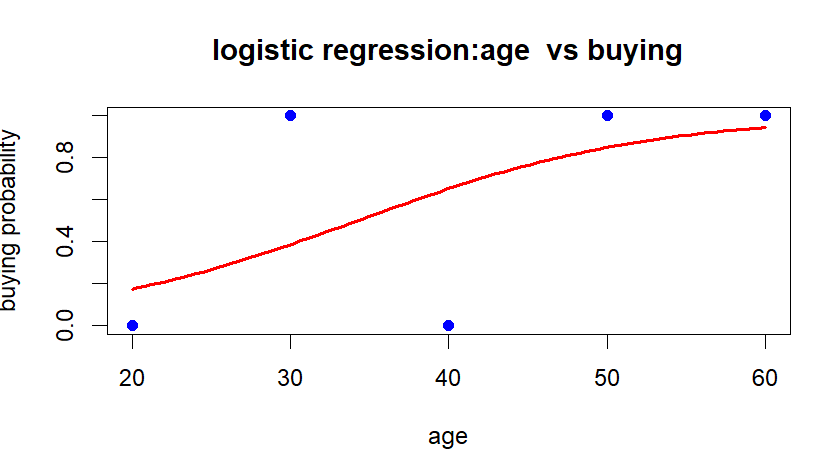 logistic regression:age  vs buying
buying probability
0.8
0.4
0.0
20 30 40 50 60
age